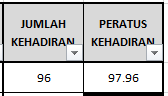 JUMLAH PERATUS
KEHADIRAN KEHADIRAN
96 97.96